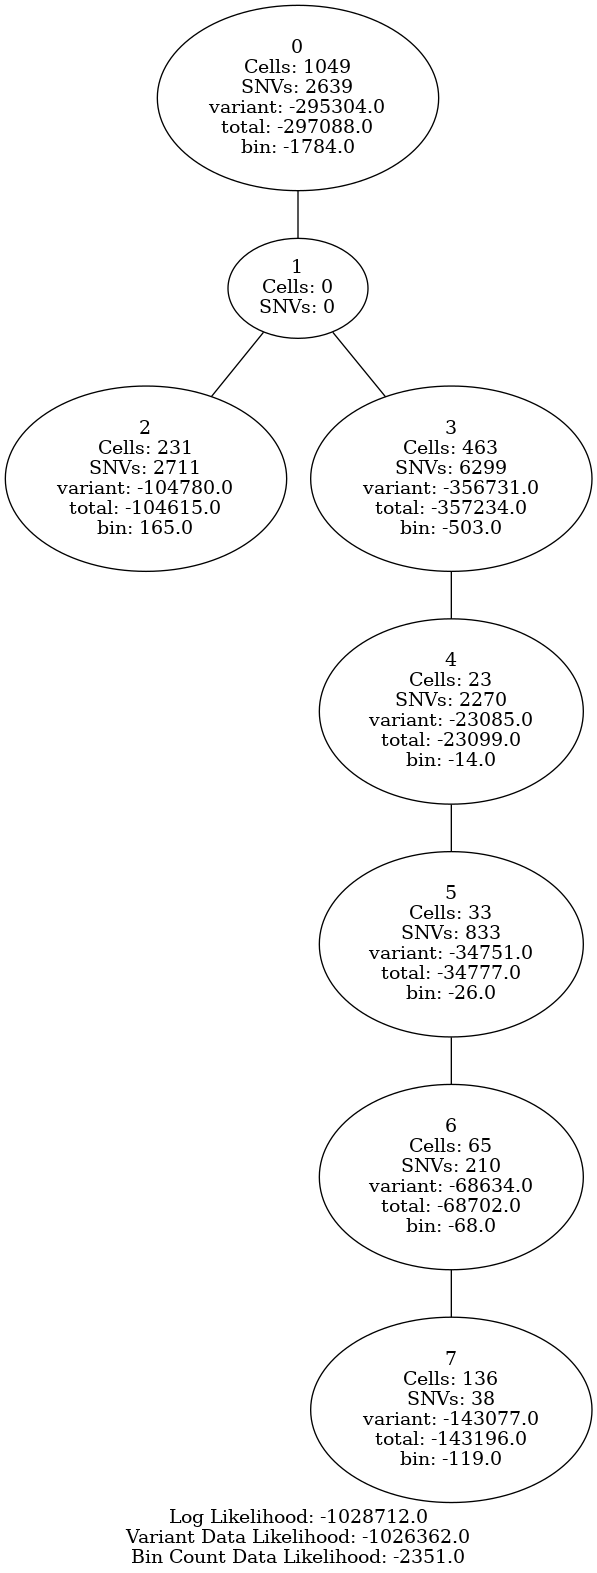 0
Cells: 1049
SNVs: 2639
variant: -295304.0
total: -297088.0
bin: -1784.0
1
Cells: 0
SNVs: 0
2
Cells: 231
SNVs: 2711
variant: -104780.0
total: -104615.0
bin: 165.0
3
Cells: 463
SNVs: 6299
variant: -356731.0
total: -357234.0
bin: -503.0
4
Cells: 23
SNVs: 2270
variant: -23085.0
total: -23099.0
bin: -14.0
5
Cells: 33
SNVs: 833
variant: -34751.0
total: -34777.0
bin: -26.0
6
Cells: 65
SNVs: 210
variant: -68634.0
total: -68702.0
bin: -68.0
7
Cells: 136
SNVs: 38
variant: -143077.0
total: -143196.0
bin: -119.0
Log Likelihood: -1028712.0
Variant Data Likelihood: -1026362.0
Bin Count Data Likelihood: -2351.0